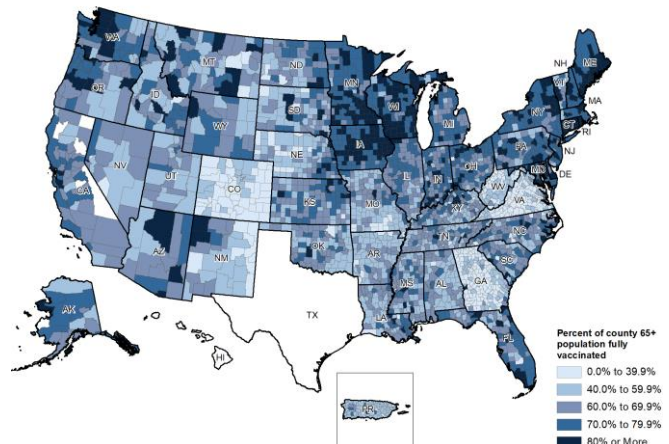 WA
MT
ND
MN
ME
NH
VT
OR
ID
SD
WI
NY
MA
WY
MI
CT
RI
IA
PA
NJ
NE
NV
UT
IN
OH
MD
DE
CA
CO
IL
WV
VA
KS
MO
KY
NC
AZ
NM
OK
AR
TN
SC
MS
AL
GA
AK
TX
LA
FL
HI
PR
Percent of county 65+
population fully
vaccinated
0.0% to 39.9%
40.0% to 59.9%
60.0% to 69.9%
70.0% to 79.9%
80% or More